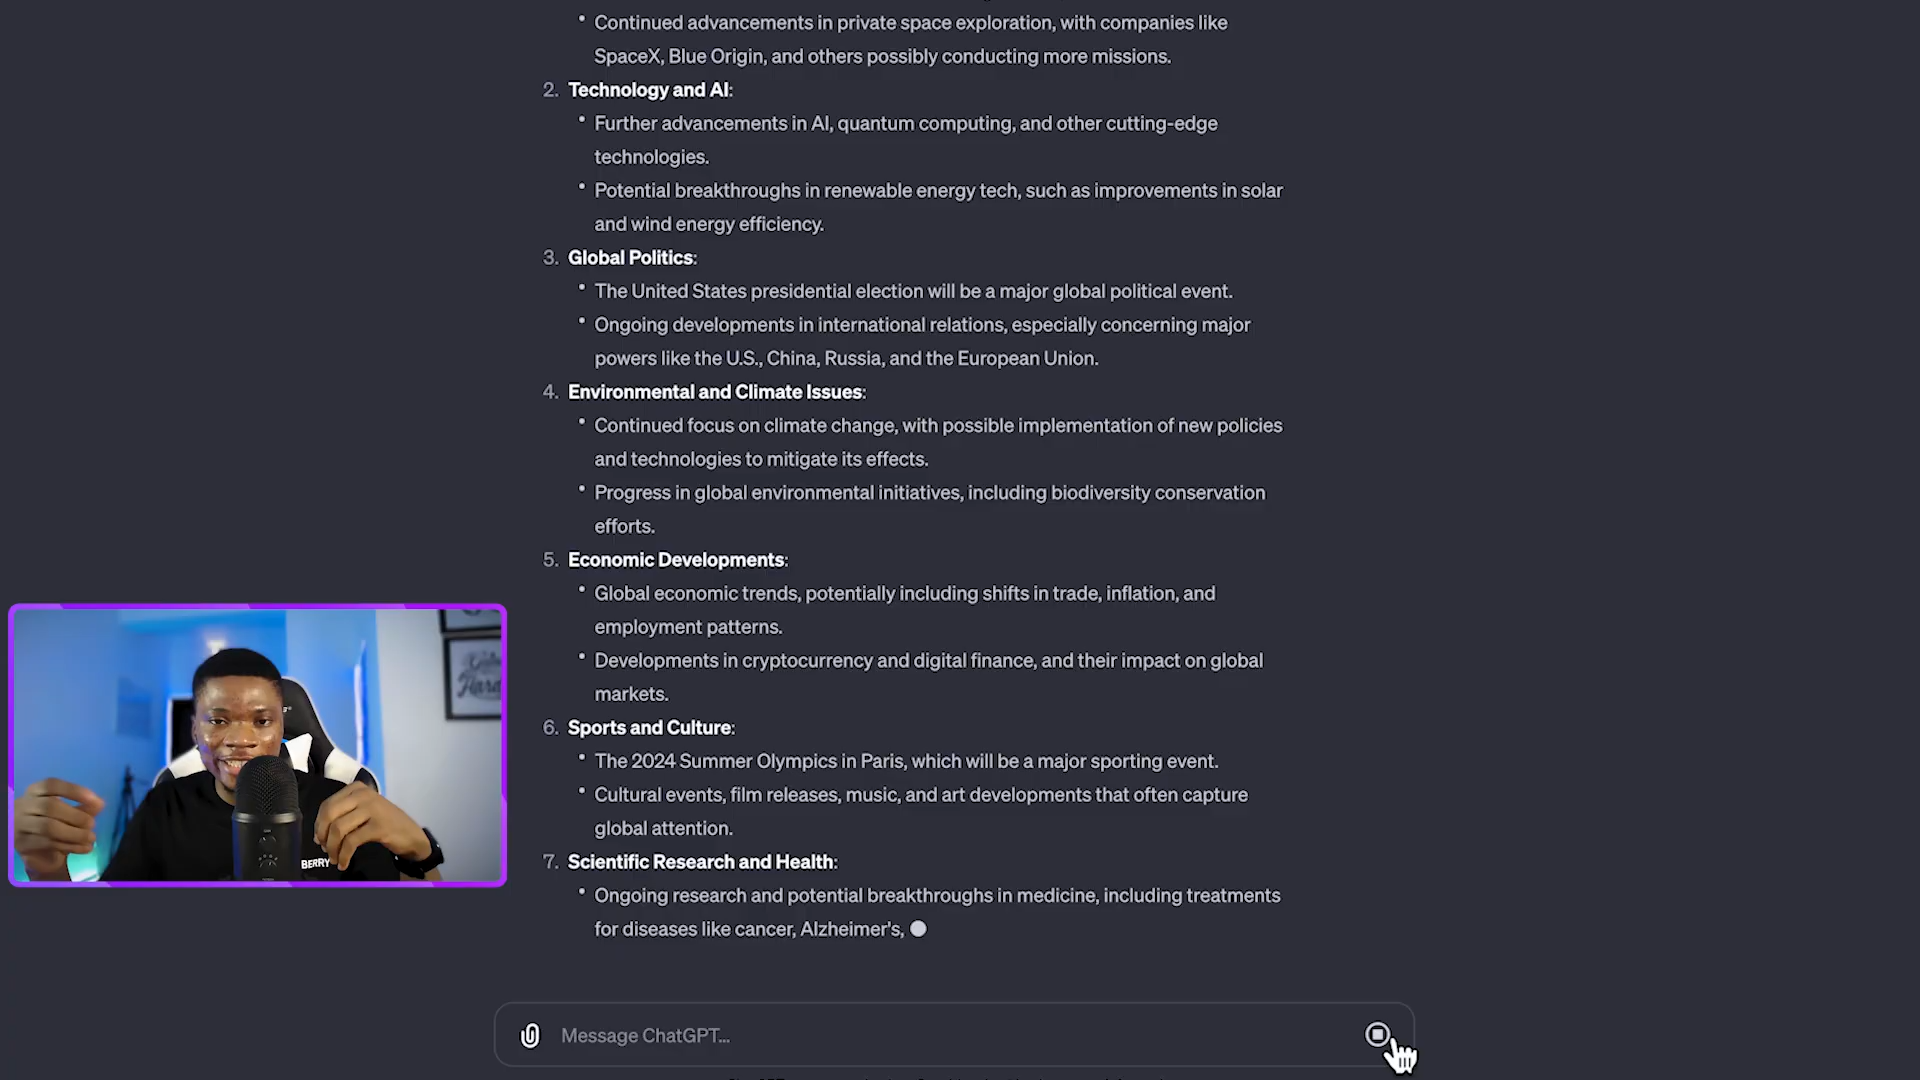 Continued advancements in private space exploration, with companies like
SpaceX, Blue Origin, and others possibly conducting more missions.
2. Technology and AI:
Further advancements in AI, quantum computing, and other cutting-edge
technologies.
Potential breakthroughs in renewable energy tech, such as improvements in solar
and wind energy efficiency.
3. Global Politics:
The United States presidential election will be a major global political event.
Ongoing developments in international relations, especially concerning major
powers like the U.S., China, Russia, and the European Union.
4. Environmental and Climate Issues:
Continued focus on climate change, with possible implementation of new policies
and technologies to mitigate its effects.
Progress in global environmental initiatives, including biodiversity conservation
efforts.
5. Economic Developments:
Global economic trends, potentially including shifts in trade, inflation, and
employment patterns.
Developments in cryptocurrency and digital finance, and their impact on global
markets.
6. Sports and Culture:
The 2024 Summer Olympics in Paris, which will be a major sporting event.
Cultural events, film releases, music, and art developments that often capture
global attention.
7. Scientific Research and Health:
Ongoing research and potential breakthroughs in medicine, including treatments
for diseases like cancer, Alzheimer's,
BERRY
Message ChatGPT...